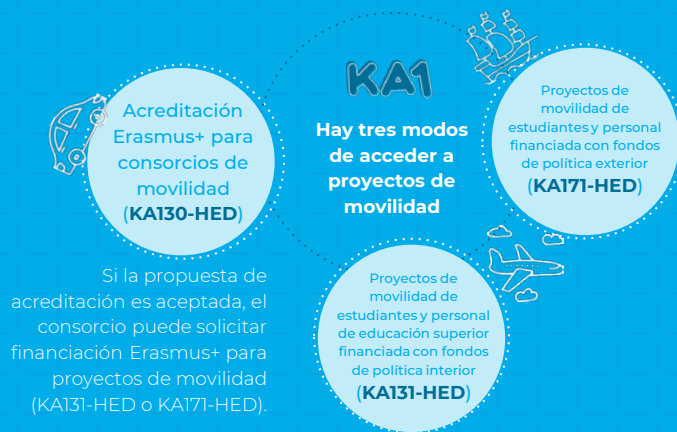 KA1
Hay tres modos
de acceder a
proyectos de
movilidad
Acreditación
Erasmus+ para
consorcios de
movilidad
(KA130-HED)
Si la propuesta de
acreditación es aceptada, el
consorcio puede solicitar
financiación Erasmus+ para
proyectos de movilidad
(KA131-HED o KA171-HED).
Proyectos de
movilidad de
estudiantes y personal
financiada con fondos
de política exterior
(KA171-HED)
Proyectos de
movilidad de
estudiantes y personal
de educación superior
financiada con fondos
de política interior
(KA131-HED)